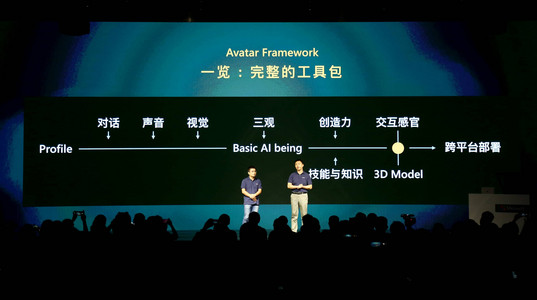 Avatar Framework
一览：完整的工具包
对话 声音 视觉 三观 创造力 交互感官
Profile Basic AI being 跨平台部署
技能与知识 3D Model